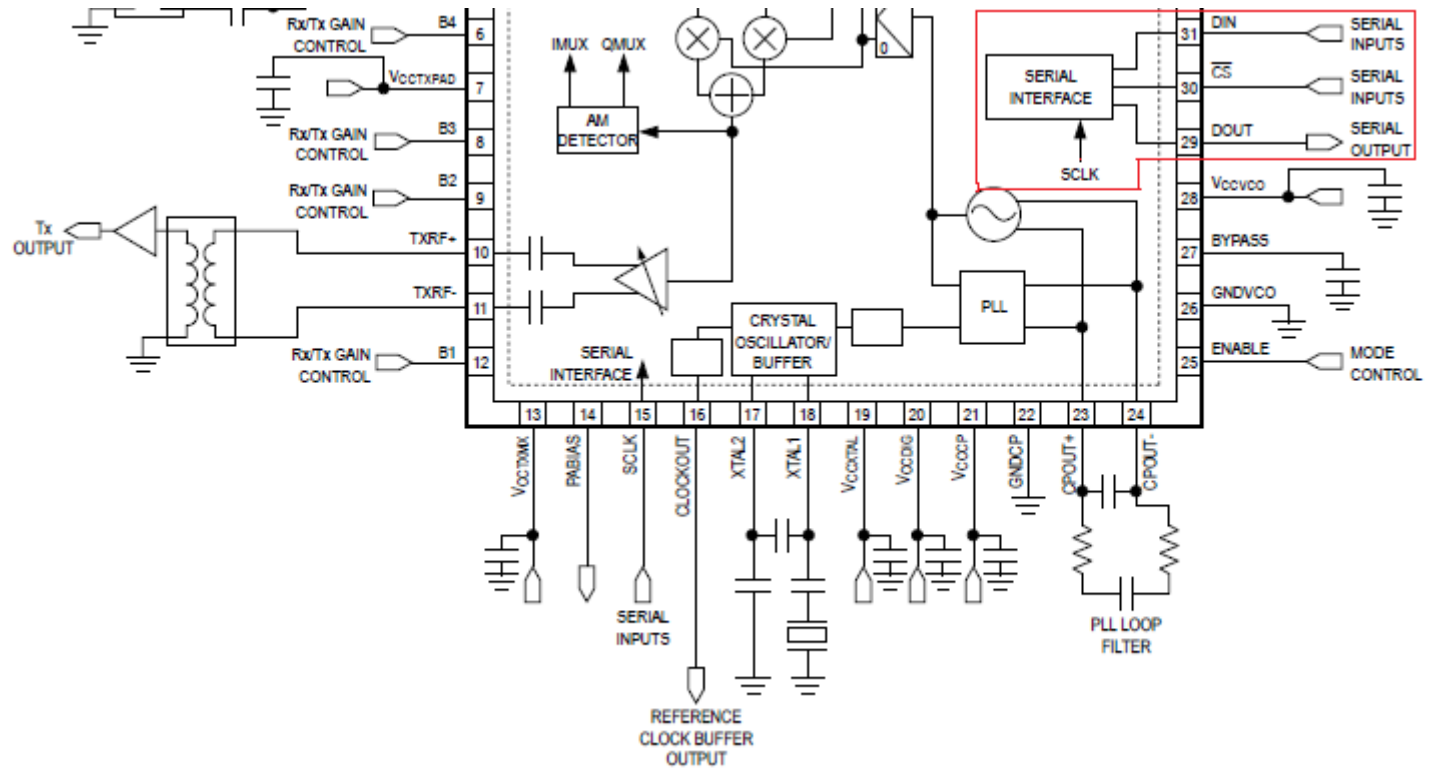 Rx/Tx GAIN
CONTROL
B4
6
VCCTXPAD
7
Rx/Tx GAIN
CONTROL
B3
8
Rx/Tx GAIN
CONTROL
B2
9
Tx
OUTPUT
TXRF+
10
TXRF-
11
Rx/Tx GAIN
CONTROL
B1
12
IMUX QMUX
AM
DETECTOR
0
SERIAL
INTERFACE
SCLK
PLL
CRYSTAL
OSCILLATOR/
BUFFER
SERIAL
INTERFACE
31
DIN
SERIAL
INPUTS
30
CS
SERIAL
INPUTS
29
DOUT
SERIAL
OUTPUT
28
VCCVCO
27
BYPASS
26
GNDVCO
25
ENABLE
MODE
CONTROL
13 14 15 16 17 18 19 20 21 22 23 24
VCCTXMX
PABIAS
SCLK
CLOCKOUT
XTAL2
XTAL1
VCCXTAL
VCCDIG
VCCCP
GNDCP
CPOUT+
CPOUT-
SERIAL
INPUTS
REFERENCE
CLOCK BUFFER
OUTPUT
PLL LOOP
FILTER